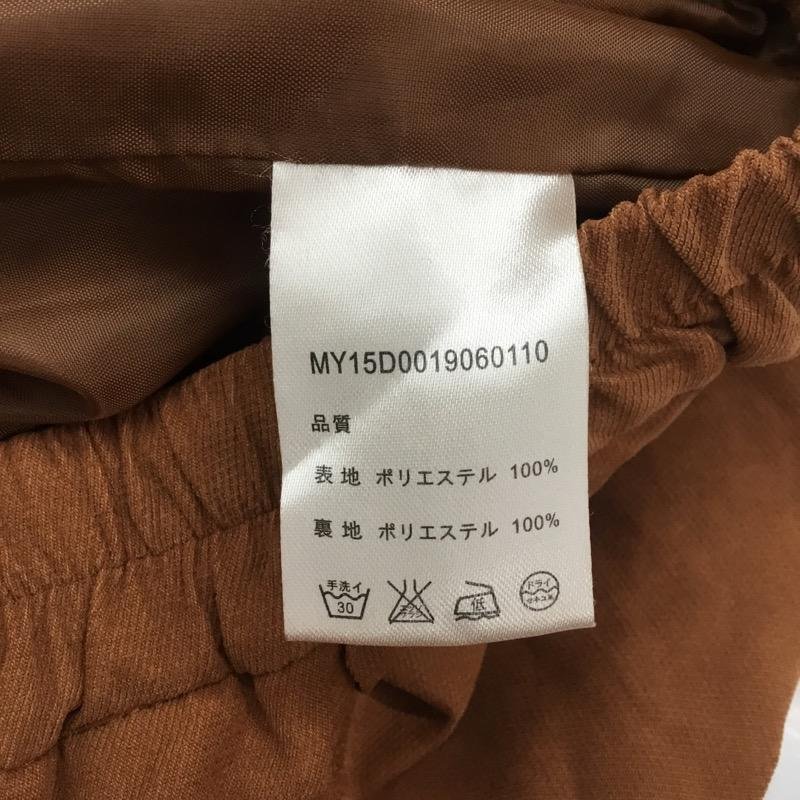 MY15D0019060110
品質
表地 ポリエステル 100%
裏地 ポリエステル 100%
手洗イ
30
低
ドライ